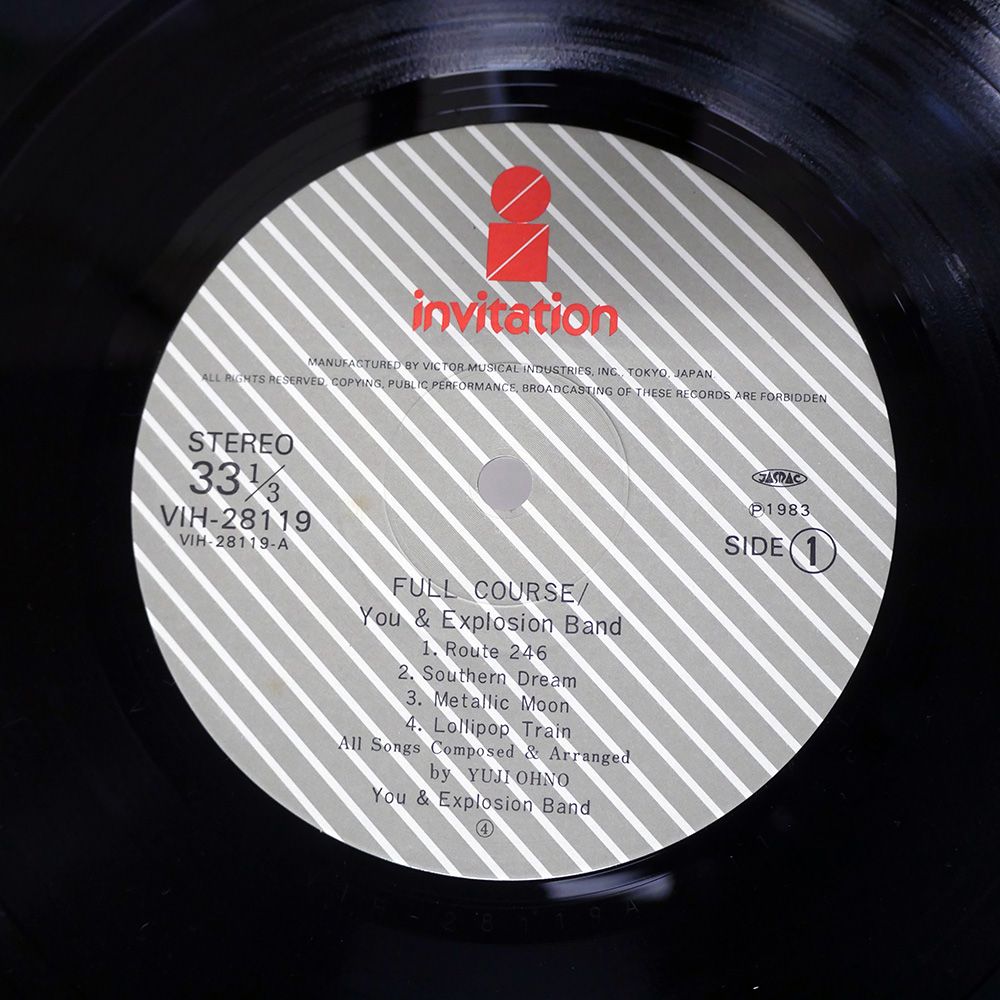 invitation
MANUFACTURED BY VICTOR MUSICAL INDUSTRIES, INC., TOKYO, JAPAN.
ALL RIGHTS RESERVED, COPYING, PUBLIC PERFORMANCE, BROADCASTING OF THESE RECORDS ARE FORBIDDEN
STEREO
33 1/3
VIH-28119
VIH-28119-A
JASRAC
Ⓟ1983
SIDE 1
FULL COURSE/
You & Explosion Band
1. Route 246
2. Southern Dream
3. Metallic Moon
4. Lollipop Train
All Songs Composed & Arranged
by YUJI OHNO
You & Explosion Band
④